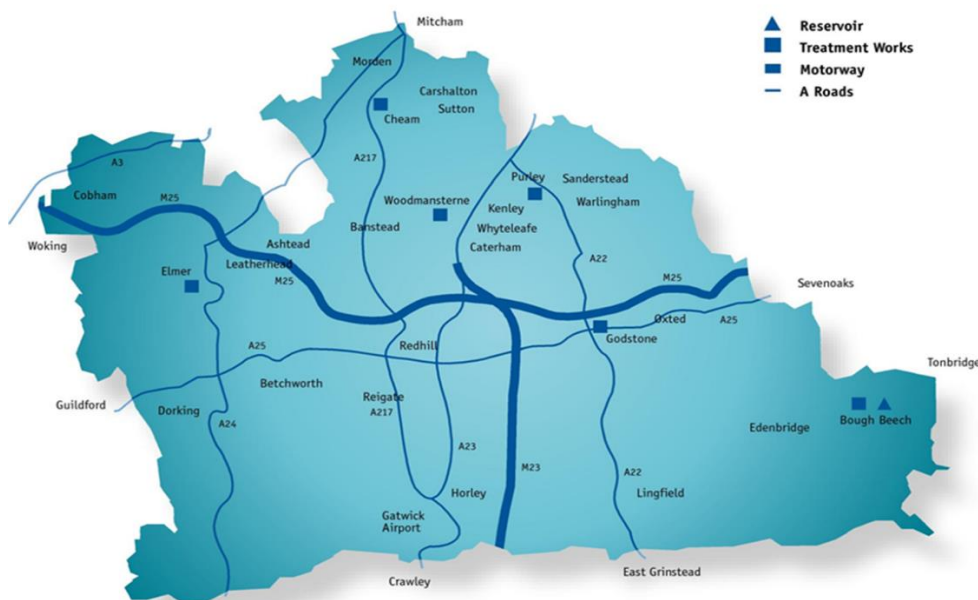 Mitcham
Reservoir
Treatment Works
Motorway
A Roads
Morden
Carshalton
Sutton
Cheam
A3
A217
Purley
Sanderstead
Cobham
M25
Woodmansterne
Kenley
Warlingham
Banstead
Whyteleafe
Woking
Ashtead
Caterham
Leatherhead
A22
Elmer
M25
M25
Sevenoaks
Oxted
A25
Godstone
A25
Redhill
Tonbridge
Betchworth
Guildford
Reigate
Dorking
A217
A24
Bough Beech
Edenbridge
A23
M23
A22
Horley
Lingfield
Gatwick
Airport
Crawley
East Grinstead